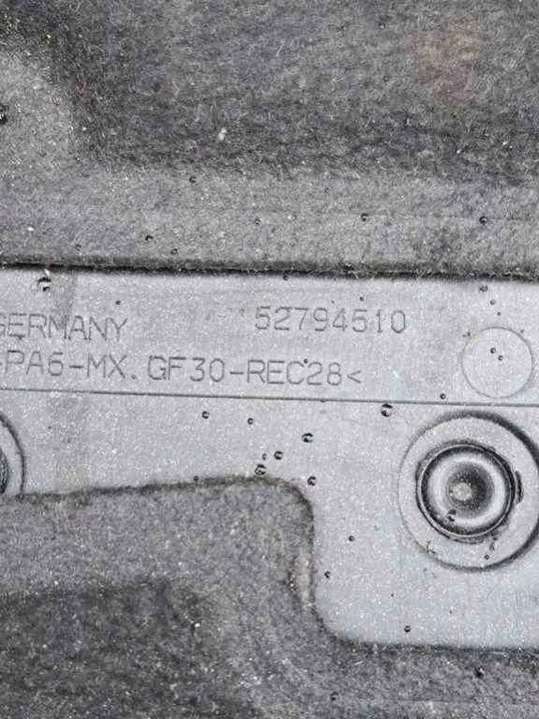 GERMANY 52794510
-PA6-MX. GF30-REC28<